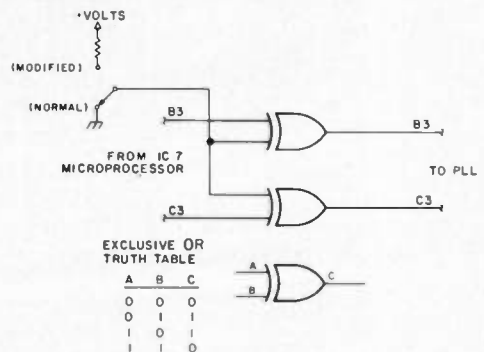 +VOLTS
(MODIFIED)
(NORMAL)
B3
B3
FROM IC 7
MICROPROCESSOR
TO PLL
C3
C3
EXCLUSIVE OR
TRUTH TABLE
A B C
0 0 0
0 1 1
1 0 1
1 1 0
A
B
C